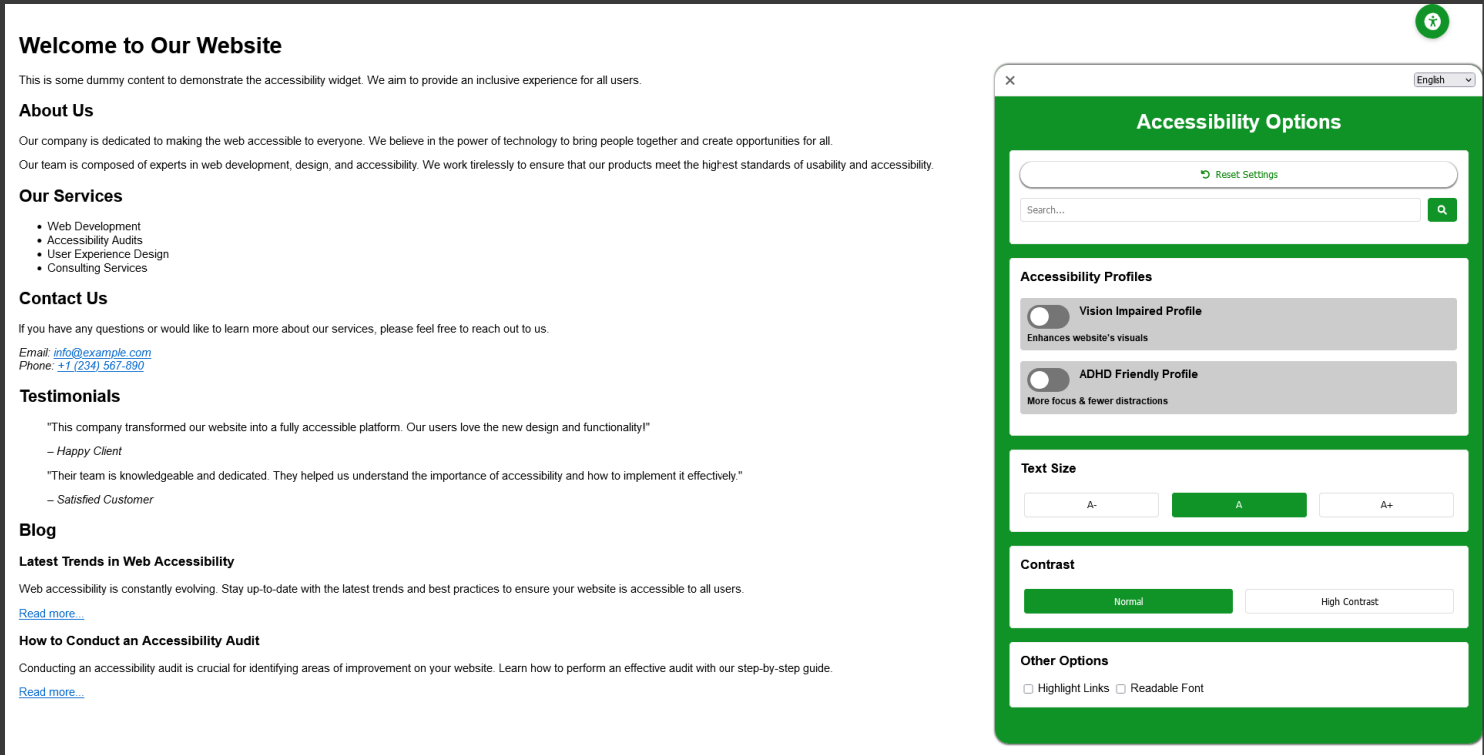 Welcome to Our Website
This is some dummy content to demonstrate the accessibility widget. We aim to provide an inclusive experience for all users.
About Us
Our company is dedicated to making the web accessible to everyone. We believe in the power of technology to bring people together and create opportunities for all.
Our team is composed of experts in web development, design, and accessibility. We work tirelessly to ensure that our products meet the highest standards of usability and accessibility.
Our Services
• Web Development
• Accessibility Audits
• User Experience Design
• Consulting Services
Contact Us
If you have any questions or would like to learn more about our services, please feel free to reach out to us.
Email: info@example.com
Phone: +1 (234) 567-890
Testimonials
"This company transformed our website into a fully accessible platform. Our users love the new design and functionality!"
– Happy Client
"Their team is knowledgeable and dedicated. They helped us understand the importance of accessibility and how to implement it effectively."
– Satisfied Customer
Blog
Latest Trends in Web Accessibility
Web accessibility is constantly evolving. Stay up-to-date with the latest trends and best practices to ensure your website is accessible to all users.
Read more...
How to Conduct an Accessibility Audit
Conducting an accessibility audit is crucial for identifying areas of improvement on your website. Learn how to perform an effective audit with our step-by-step guide.
Read more...
English
Accessibility Options
Reset Settings
Search...
Accessibility Profiles
Vision Impaired Profile
Enhances website's visuals
ADHD Friendly Profile
More focus & fewer distractions
Text Size
A- A A+
Contrast
Normal High Contrast
Other Options
Highlight Links Readable Font